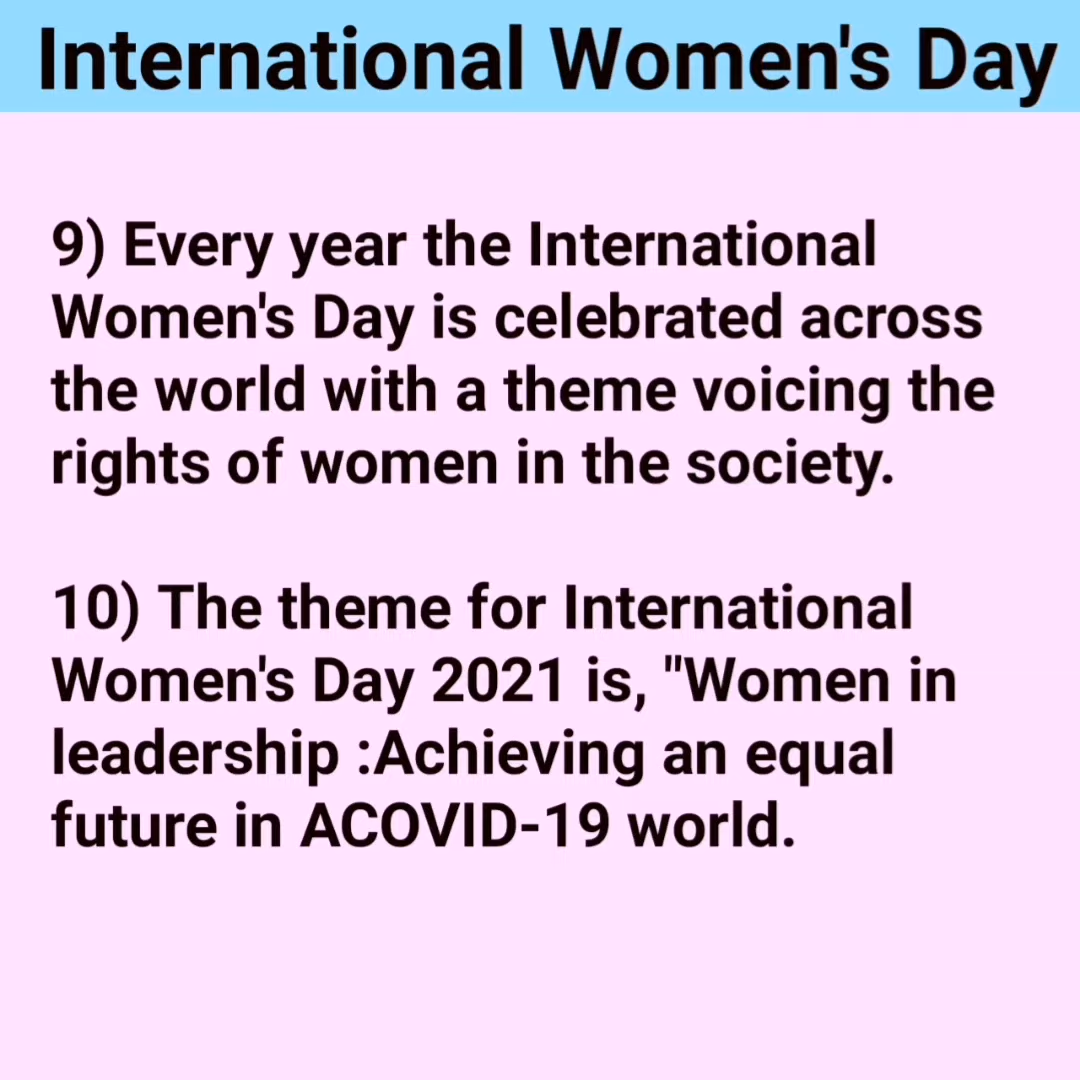 International Women's Day
9) Every year the International
Women's Day is celebrated across
the world with a theme voicing the
rights of women in the society.
10) The theme for International
Women's Day 2021 is, "Women in
leadership :Achieving an equal
future in ACOVID-19 world.